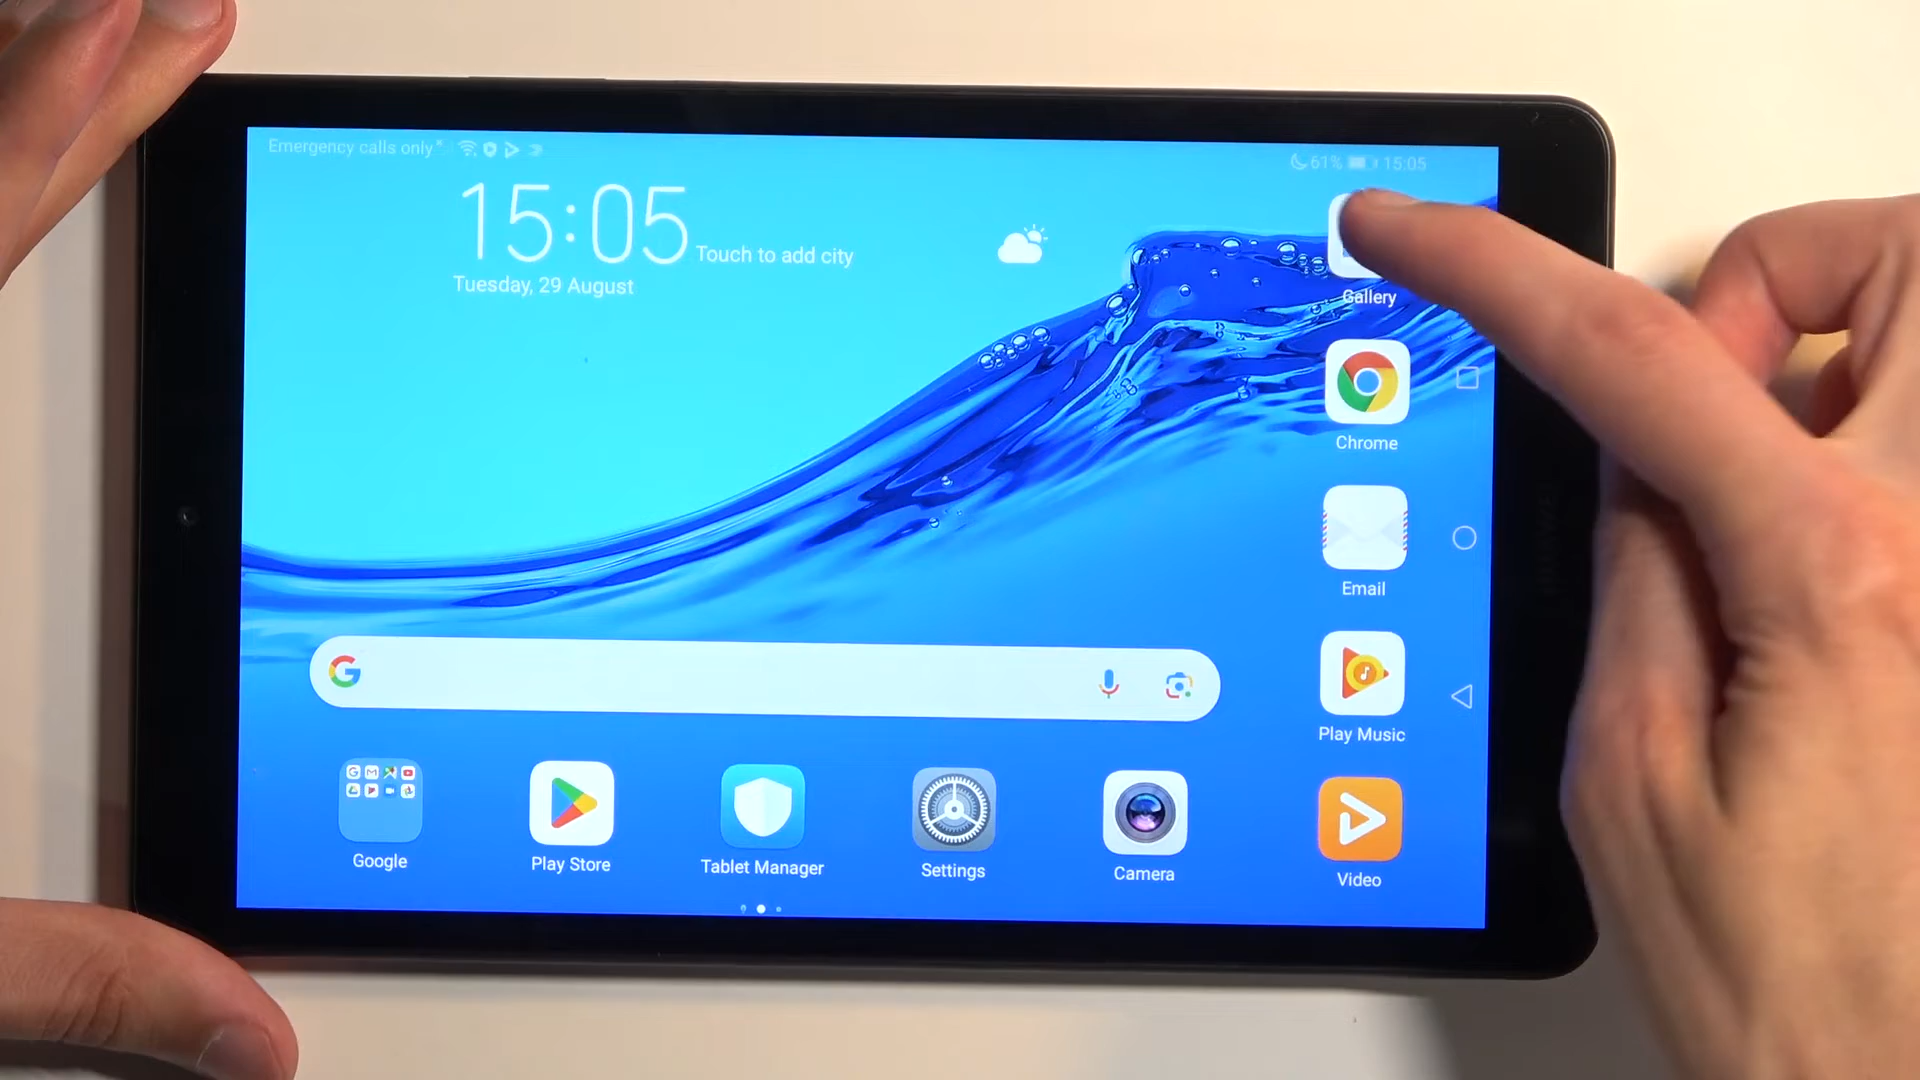 Emergency calls only
61% 15:05
15:05
Touch to add city
Tuesday, 29 August
Gallery
Chrome
Email
Play Music
Google
Play Store
Tablet Manager
Settings
Camera
Video
HUAWEI